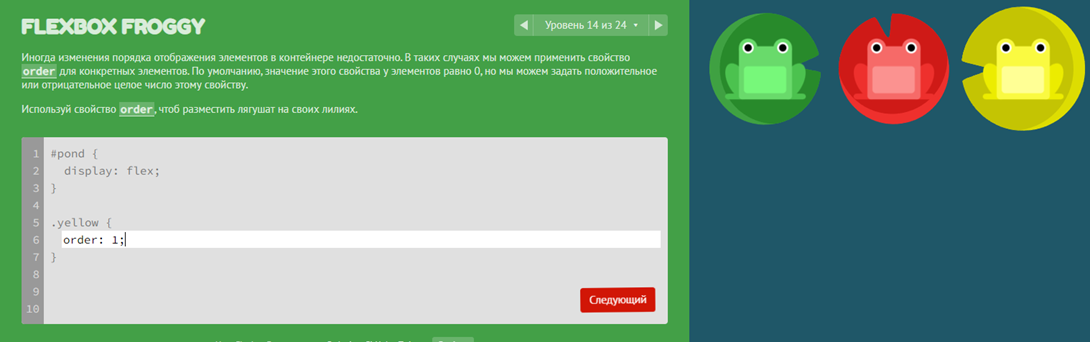 FLEXBOX FROGGY
Уровень 14 из 24
Иногда изменения порядка отображения элементов в контейнере недостаточно. В таких случаях мы можем применить свойство
order для конкретных элементов. По умолчанию, значение этого свойства у элементов равно 0, но мы можем задать положительное
или отрицательное целое число этому свойству.
Используй свойство order, чтоб разместить лягушат на своих лилиях.
1 #pond {
2 display: flex;
3 }
4
5 .yellow {
6 order: 1;
7 }
8
9
10
Следующий